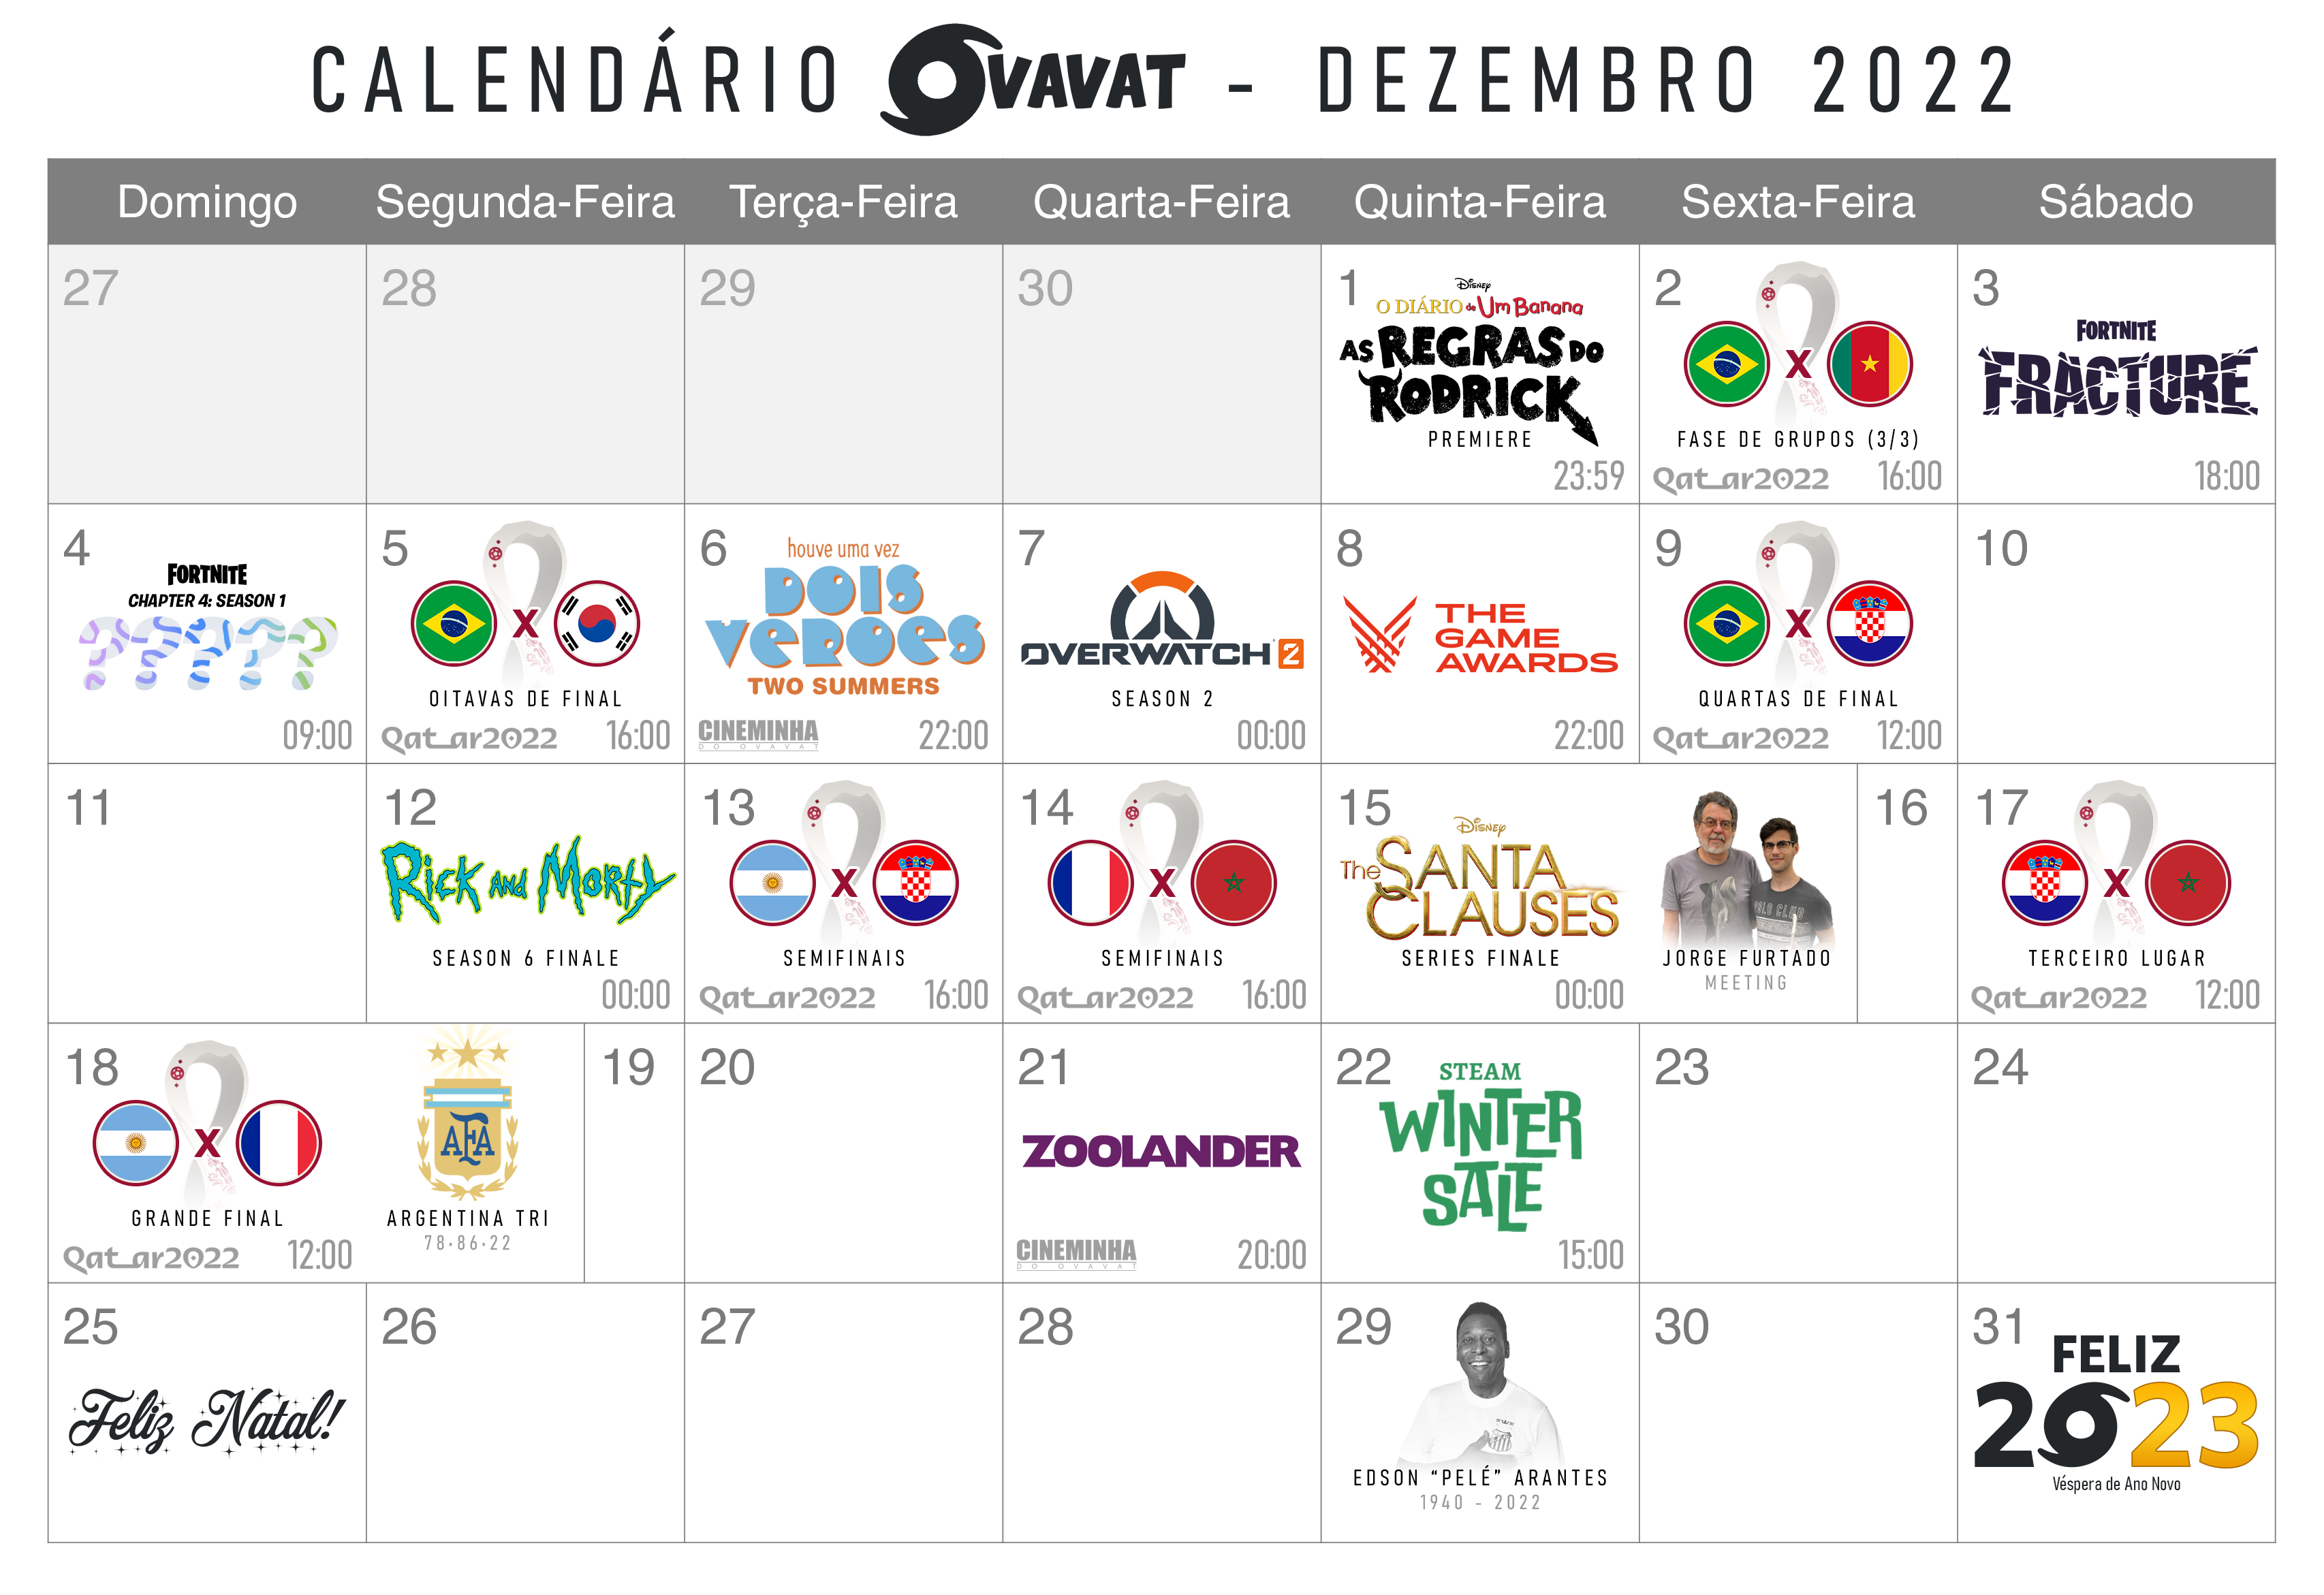 CALENDÁRIO OVAVAT - DEZEMBRO 2022
Domingo Segunda-Feira Terça-Feira Quarta-Feira Quinta-Feira Sexta-Feira Sábado
27
28
29
30
1
Disney
O DIÁRIO de Um Banana
AS REGRAS DO
RODRICK
PREMIERE
23:59
2
X
FASE DE GRUPOS (3/3)
Qatar2022 16:00
3
FORTNITE
FRACTURE
18:00
4
FORTNITE
CHAPTER 4: SEASON 1
?????
09:00
5
X
OITAVAS DE FINAL
Qatar2022 16:00
6
houve uma vez
DOIS
VERÕES
TWO SUMMERS
CINEMINHA 22:00
DO OVAVAT
7
OVERWATCH 2
SEASON 2
00:00
8
THE
GAME
AWARDS
22:00
9
X
QUARTAS DE FINAL
Qatar2022 12:00
10
11
12
RICK AND MORTY
SEASON 6 FINALE
00:00
13
X
SEMIFINAIS
Qatar2022 16:00
14
X
SEMIFINAIS
Qatar2022 16:00
15
Disney
The SANTA
CLAUSES
SERIES FINALE
00:00
POLO CLUB
JORGE FURTADO
MEETING
16
17
X
TERCEIRO LUGAR
Qatar2022 12:00
18
X
GRANDE FINAL
Qatar2022 12:00
AFA
ARGENTINA TRI
78·86·22
19
20
21
ZOOLANDER
CINEMINHA 20:00
DO OVAVAT
22
STEAM
WINTER
SALE
15:00
23
24
25
Feliz Natal!
26
27
28
29
EDSON “PELÉ” ARANTES
1940 - 2022
30
31
FELIZ
2023
Véspera de Ano Novo